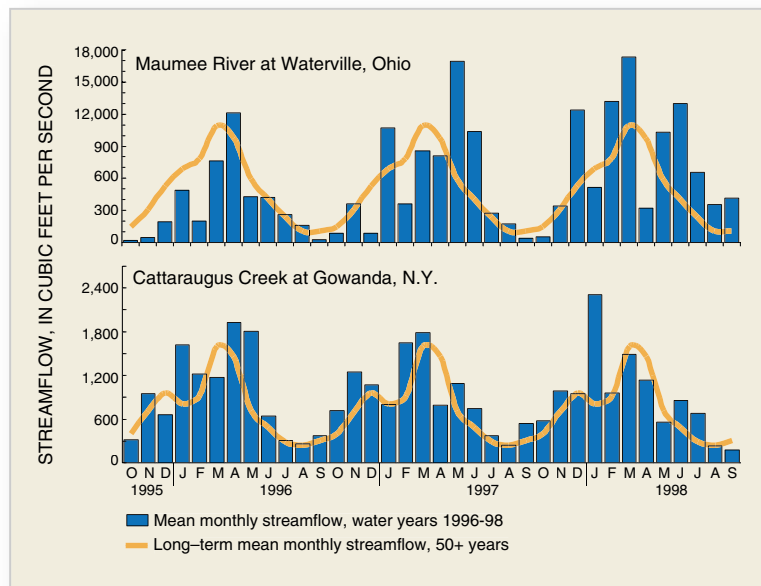 STREAMFLOW, IN CUBIC FEET PER SECOND
Maumee River at Waterville, Ohio
18,000
15,000
12,000
900
600
300
0
Cattaraugus Creek at Gowanda, N.Y.
2,400
1,800
1,200
600
0
O N D J F M A M J J A S O N D J F M A M J J A S O N D J F M A M J J A S
1995 1996 1997 1998
Mean monthly streamflow, water years 1996-98
Long–term mean monthly streamflow, 50+ years